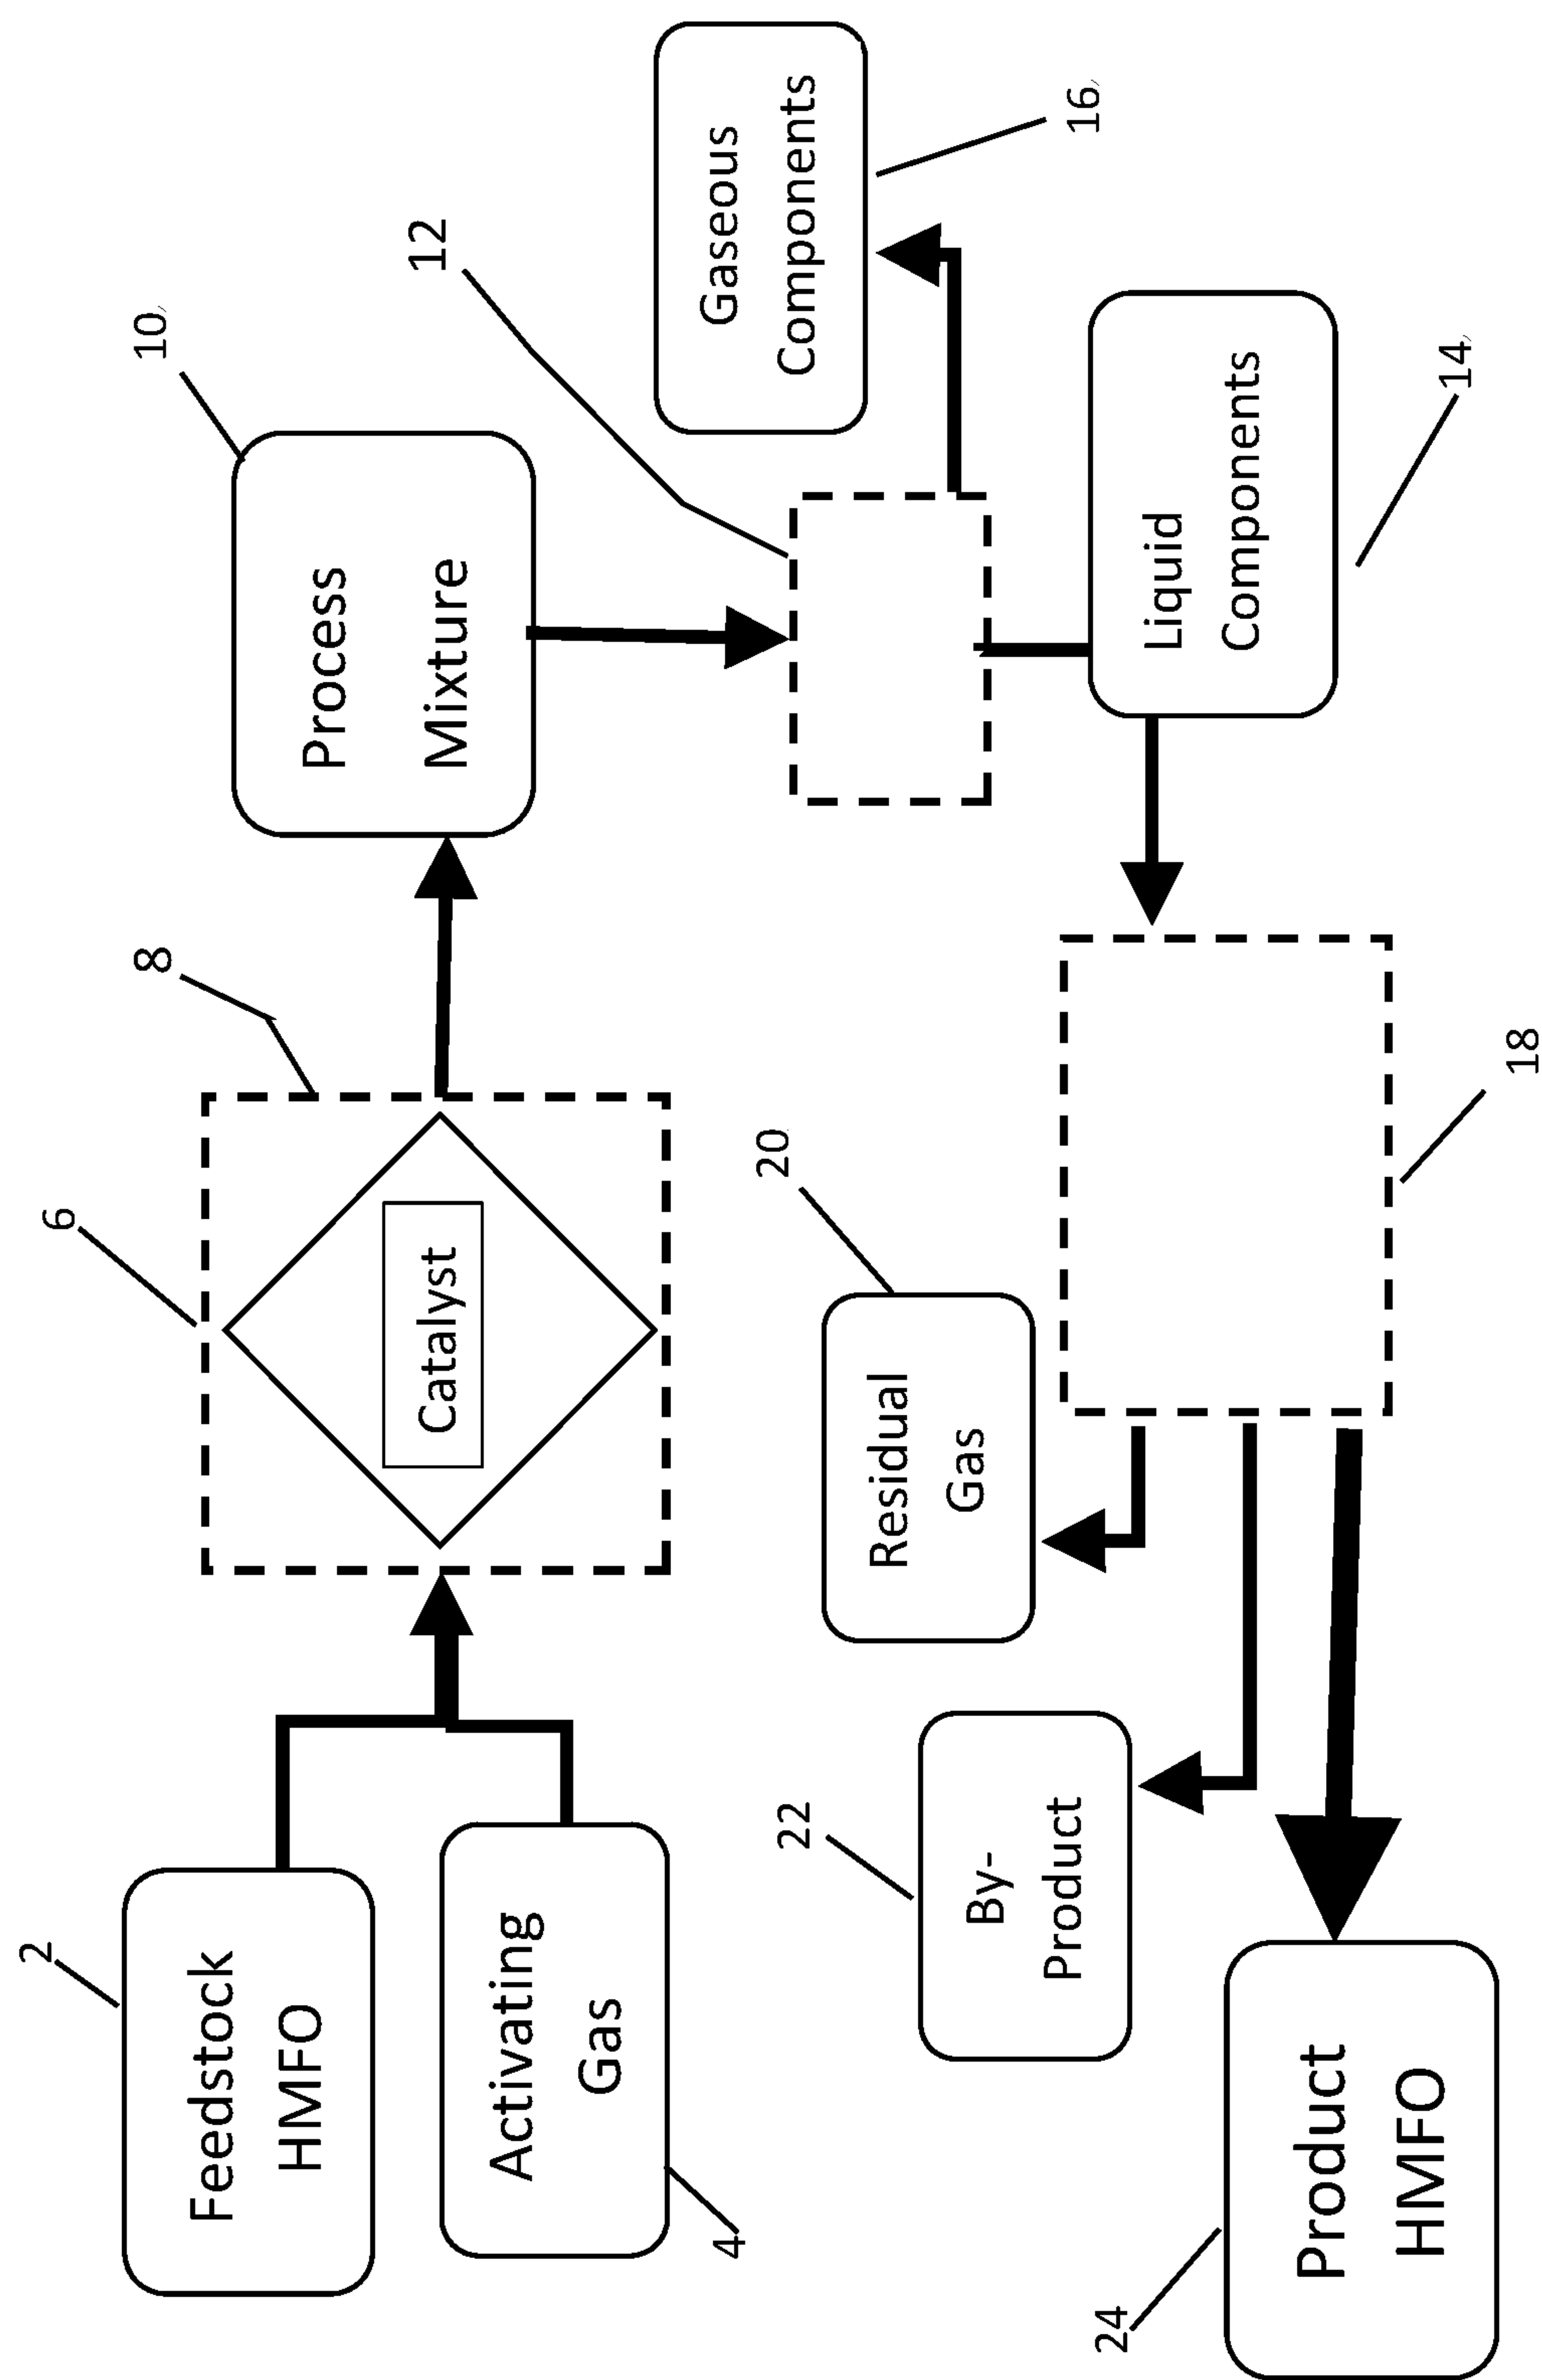 2
Feedstock
HMFO
4
Activating
Gas
6
8
Catalyst
10
Process
Mixture
12
Gaseous
Components
16
Liquid
Components
14
18
20
Residual
Gas
22
By-
Product
24
Product
HMFO